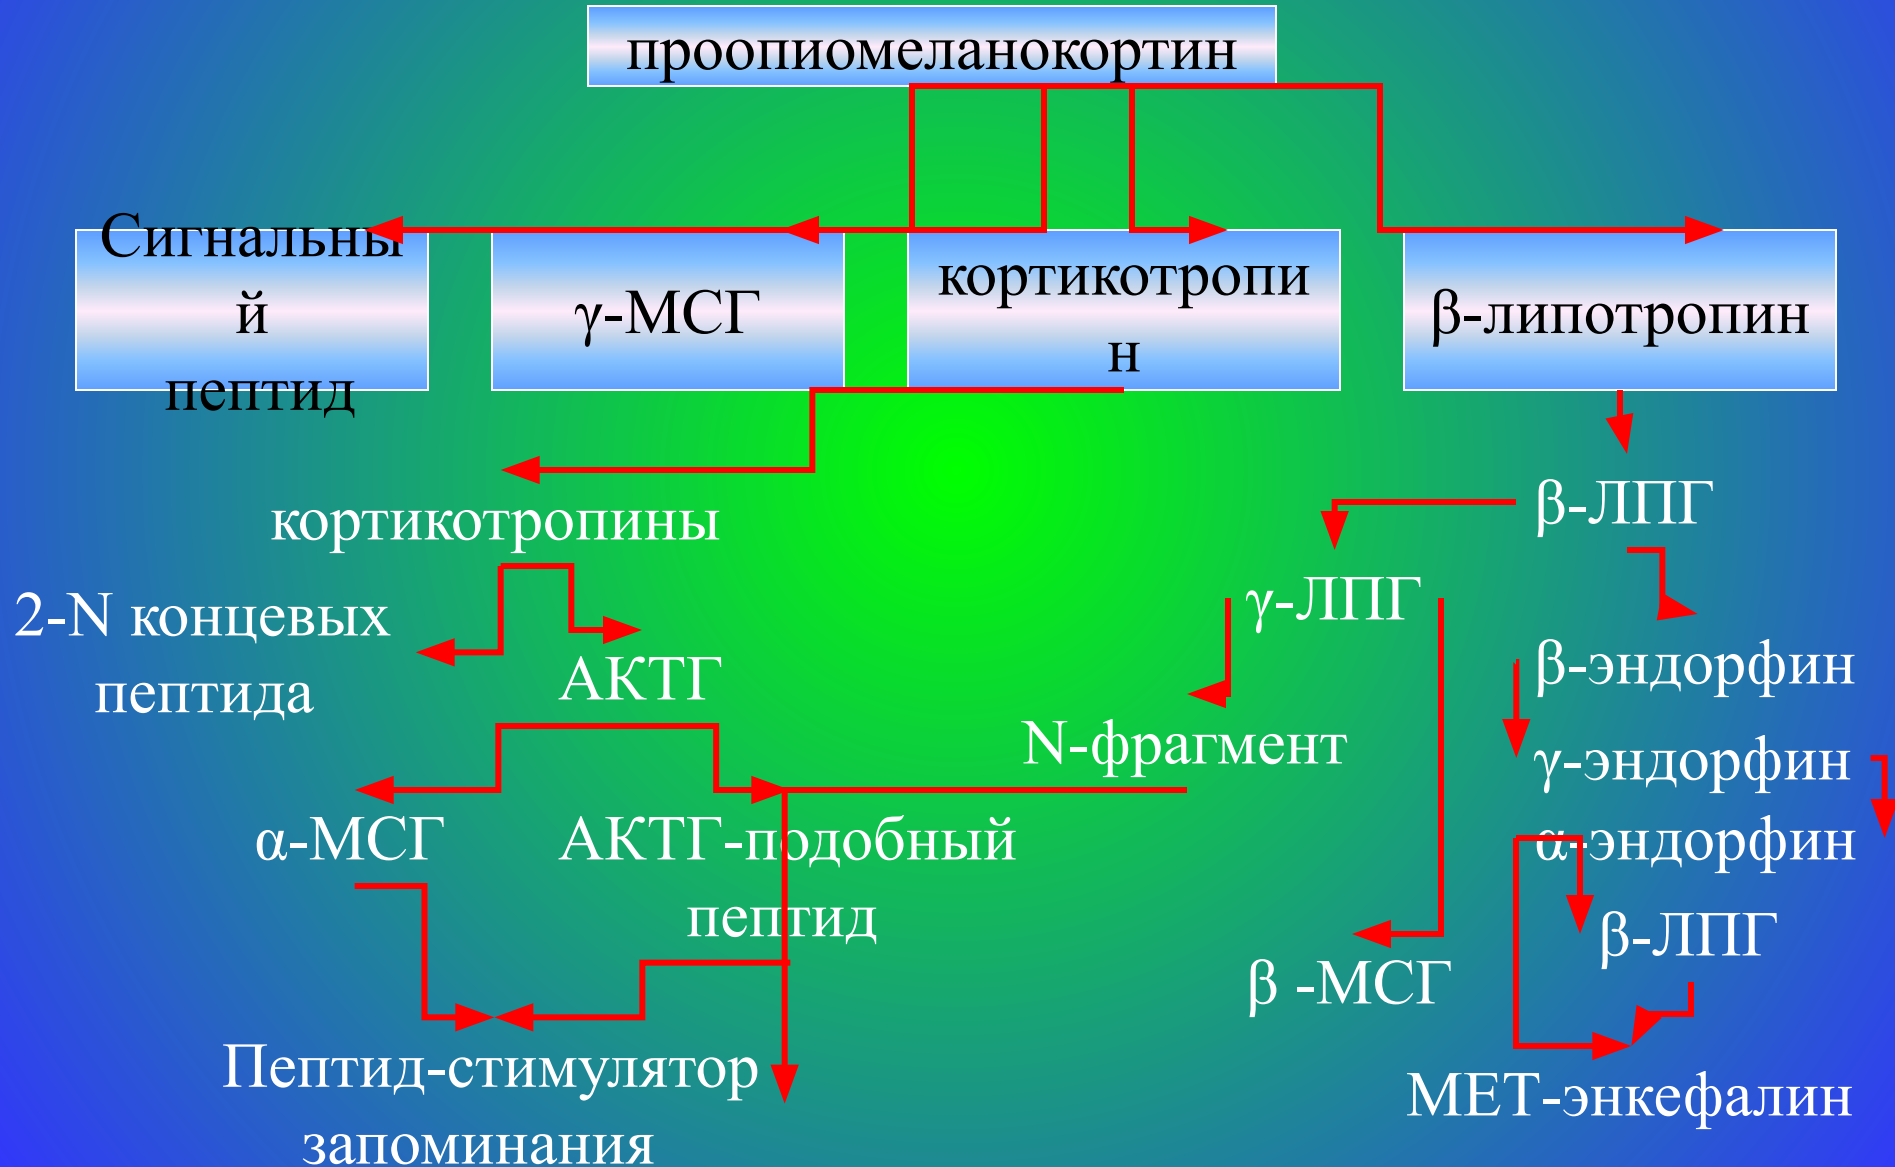 проопиомеланокортин
Сигнальны
й
пептид
γ-МСГ
кортикотропи
н
β-липотропин
кортикотропины
β-ЛПГ
2-N концевых
пептида
АКТГ
γ-ЛПГ
β-эндорфин
N-фрагмент
γ-эндорфин
α-МСГ
АКТГ-подобный
пептид
α-эндорфин
β-ЛПГ
β -МСГ
Пептид-стимулятор
запоминания
МЕТ-энкефалин